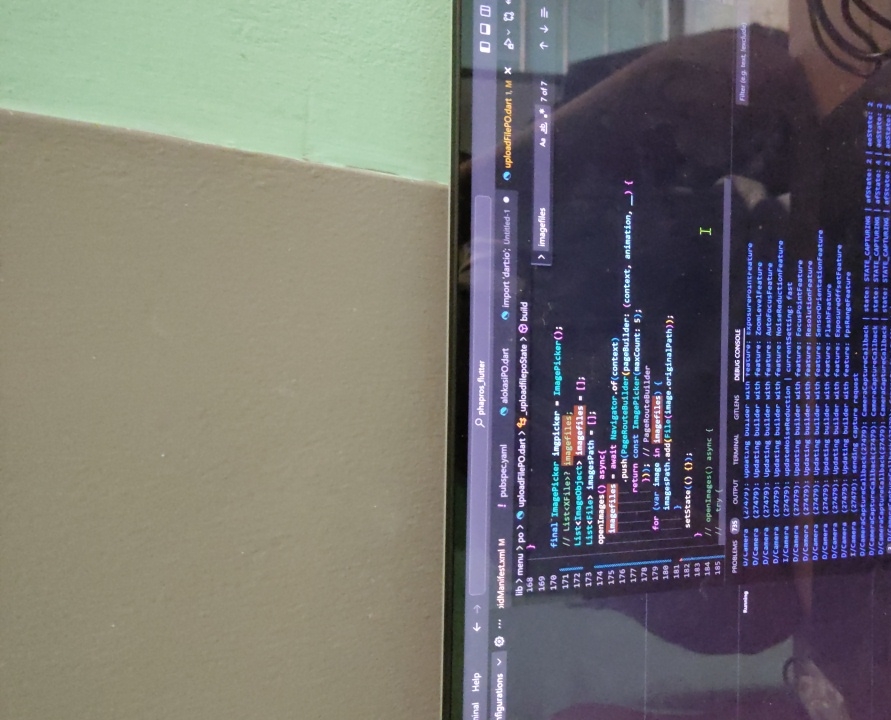 Help
phapros_flutter
nfigurations
idManifest.xml M
! pubspec.yaml
alokasiPO.dart
import 'dart:io'; Untitled-1
uploadFilePO.dart 1, M
lib > menu > po > uploadFilePO.dart > _uploadfilepoState > build
> imagefiles Aa ab 7 of 7
168 }
169
170 final ImagePicker imgpicker = ImagePicker();
171 // List<XFile>? imagefiles;
172 List<ImageObject> imagefiles = [];
173 List<File> imagesPath = [];
174 openImages() async{
175 imagefiles = await Navigator.of(context)
176 .push(PageRouteBuilder(pageBuilder: (context, animation, __) {
177 return const ImagePicker(maxCount: 5);
178 })); // PageRouteBuilder
179 for (var image in imagefiles) {
180 imagesPath.add(File(image.originalPath));
181 }
182 setState(() {});
183 }
184 // openImages() async {
185 // try {
PROBLEMS 735 OUTPUT TERMINAL GITLENS DEBUG CONSOLE
Running
Filter (e.g. text, !exclude)
D/Camera (27479): Updating builder with feature: ExposurePointFeature
D/Camera (27479): Updating builder with feature: ZoomLevelFeature
D/Camera (27479): Updating builder with feature: AutoFocusFeature
D/Camera (27479): Updating builder with feature: NoiseReductionFeature
I/Camera (27479): updateNoiseReduction | currentSetting: fast
D/Camera (27479): Updating builder with feature: FocusPointFeature
D/Camera (27479): Updating builder with feature: ResolutionFeature
D/Camera (27479): Updating builder with feature: SensorOrientationFeature
D/Camera (27479): Updating builder with feature: FlashFeature
D/Camera (27479): Updating builder with feature: ExposureOffsetFeature
D/Camera (27479): Updating builder with feature: FpsRangeFeature
I/Camera (27479): sending capture request
D/CameraCaptureCallback(27479): CameraCaptureCallback | state: STATE_CAPTURING | afState: 2 | aeState: 2
D/CameraCaptureCallback(27479): CameraCaptureCallback | state: STATE_CAPTURING | afState: 4 | aeState: 2
D/CameraCaptureCallback(27479): CameraCaptureCallback | state: STATE_CAPTURING | afState: 2 | aeState: 2